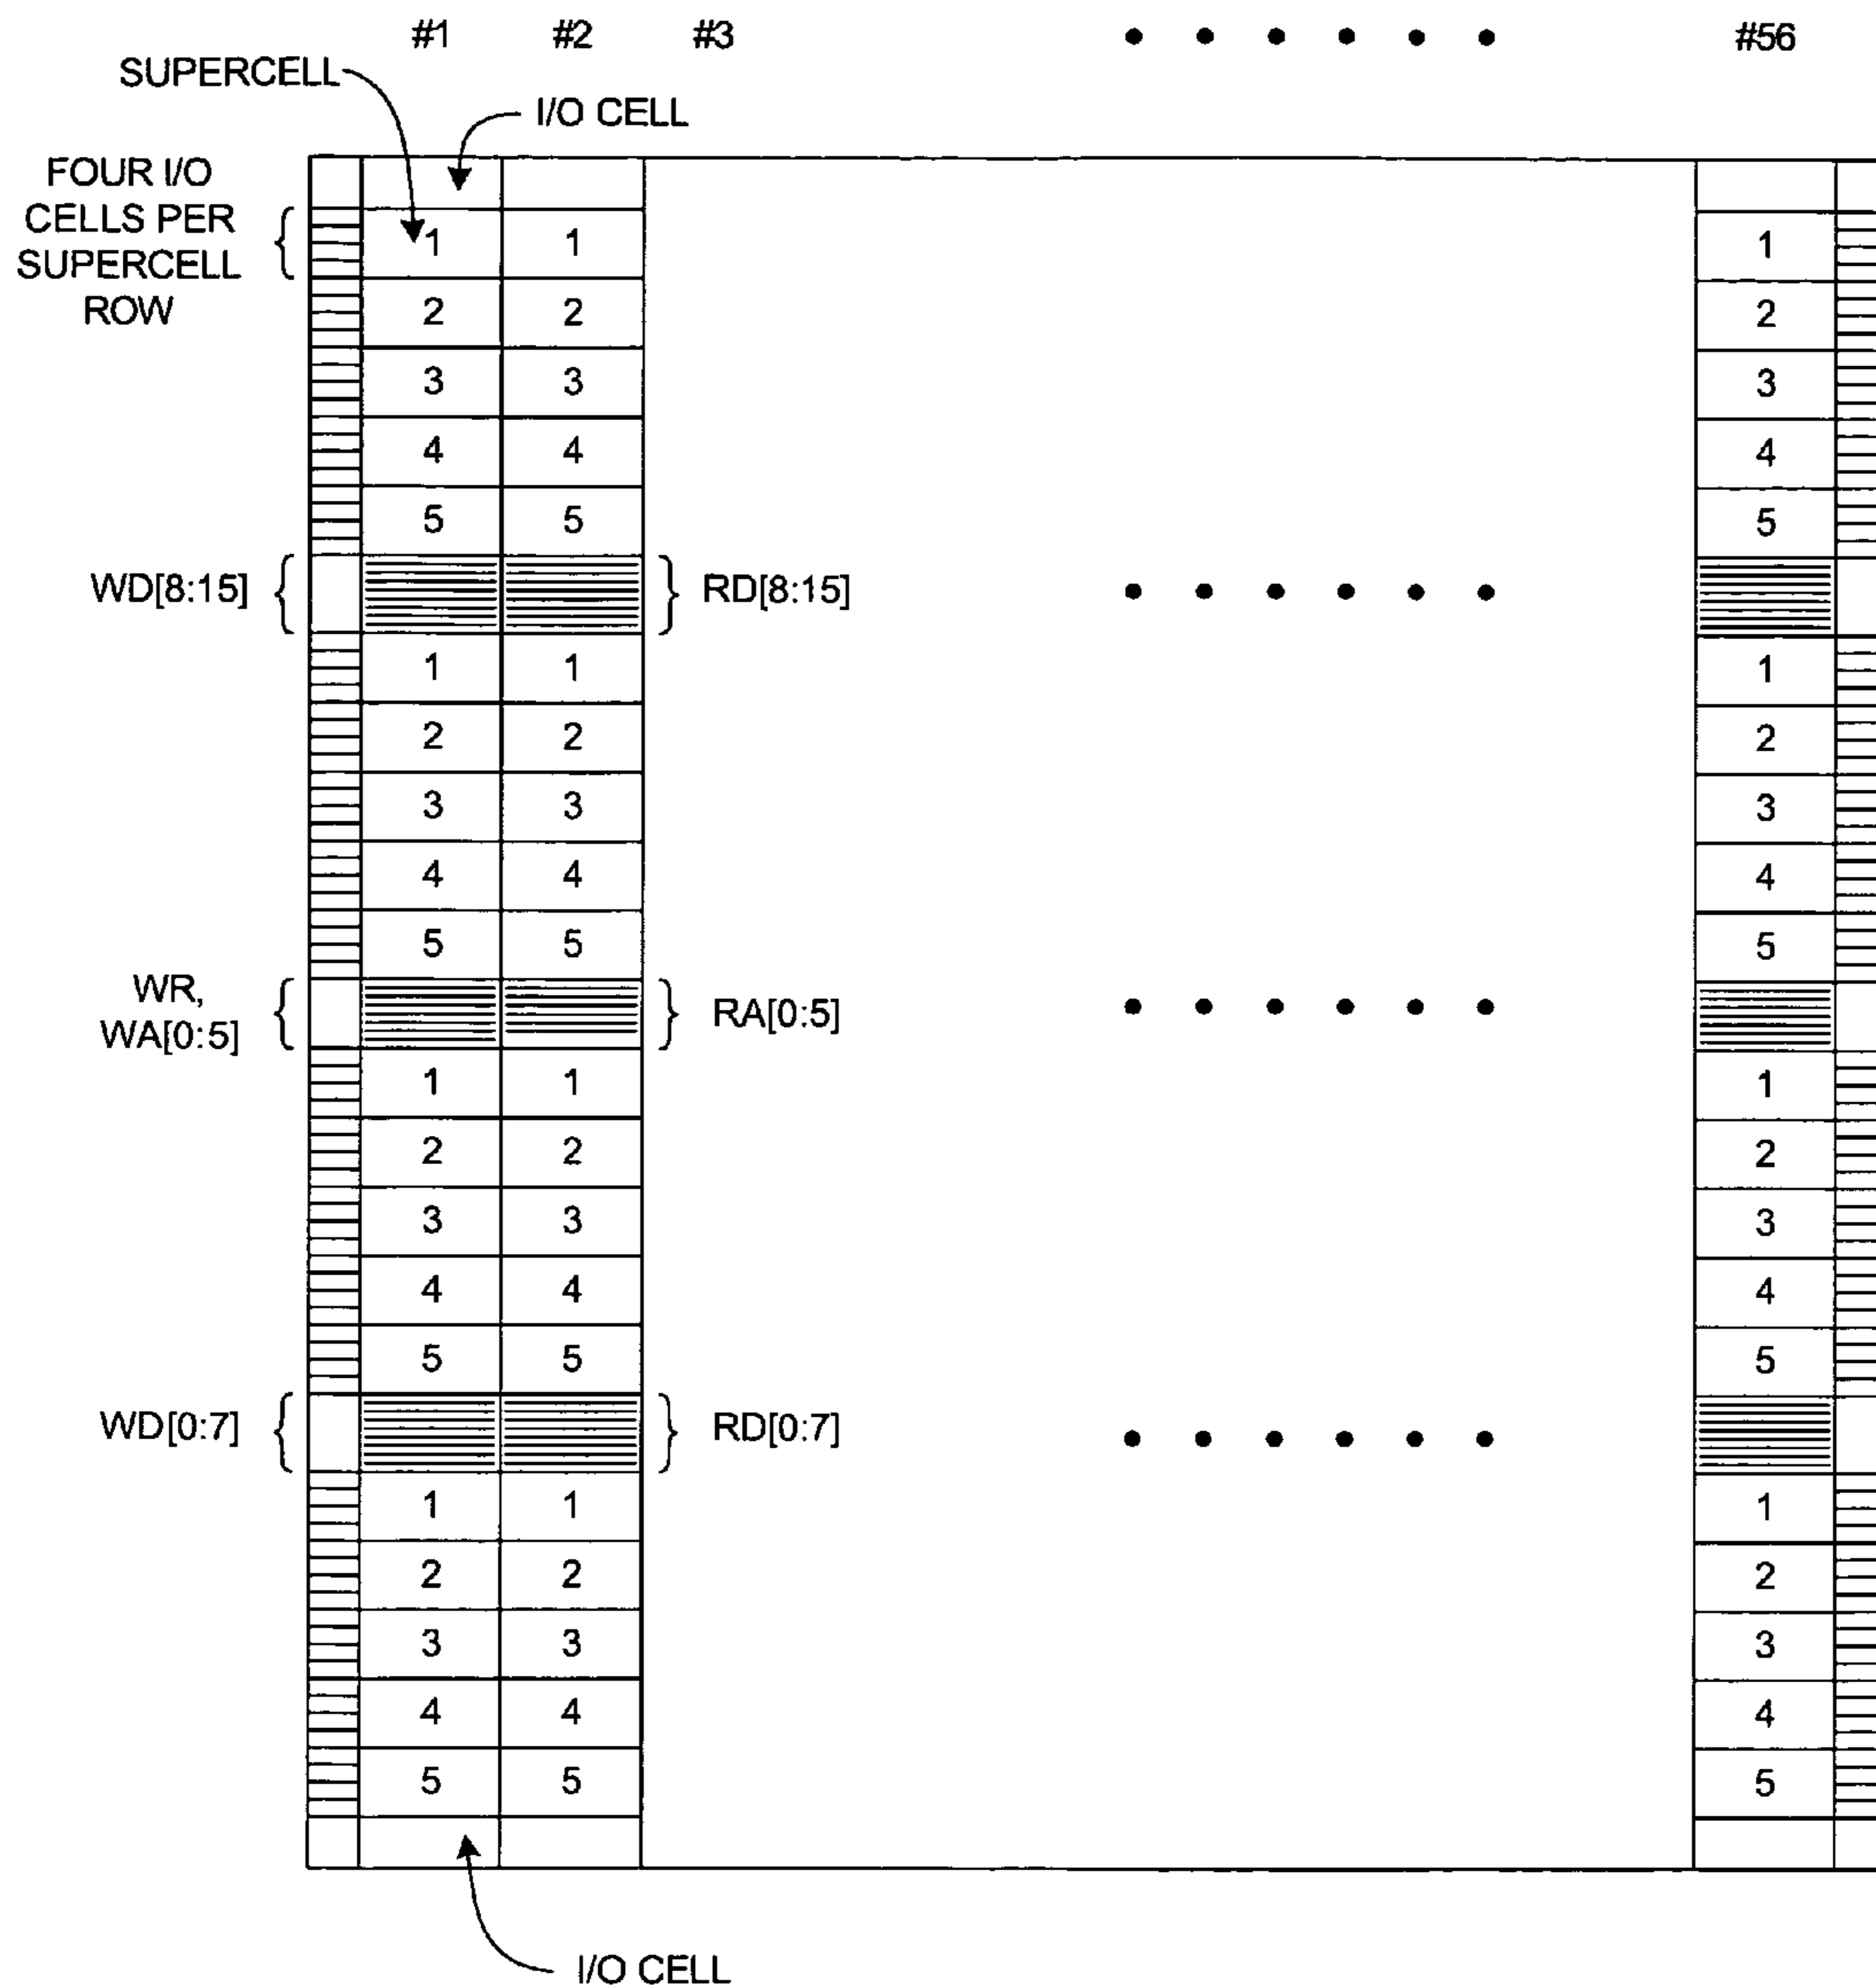 #1 #2 #3 #56
SUPERCELL
I/O CELL
FOUR I/O
CELLS PER
SUPERCELL
ROW
1 1 1
2 2 2
3 3 3
4 4 4
5 5 5
WD[8:15] RD[8:15]
1 1 1
2 2 2
3 3 3
4 4 4
5 5 5
WR,
WA[0:5] RA[0:5]
1 1 1
2 2 2
3 3 3
4 4 4
5 5 5
WD[0:7] RD[0:7]
1 1 1
2 2 2
3 3 3
4 4 4
5 5 5
I/O CELL